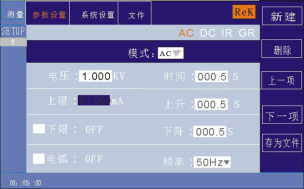 测量 参数设置 系统设置 文件 ReK 新建
SETUP AC DC IR GR
1 模式: AC 删除
电压: 1.000 KV 时间: 000.5 S
上一项
上限: mA 上升: 000.5 S
下一项
下限: OFF 下降: 000.5 S
存为文件
电弧: OFF 频率: 50Hz
00: 00: 00